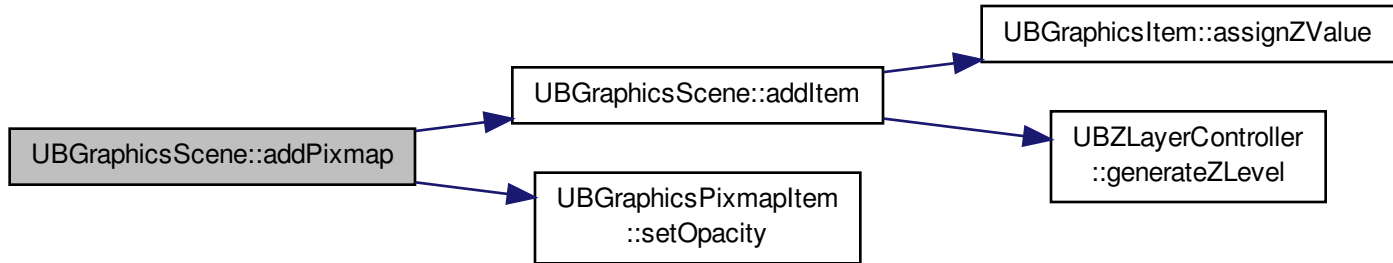 UBGraphicsScene::addPixmap
UBGraphicsScene::addItem
UBGraphicsItem::assignZValue
UBZLayerController
::generateZLevel
UBGraphicsPixmapItem
::setOpacity